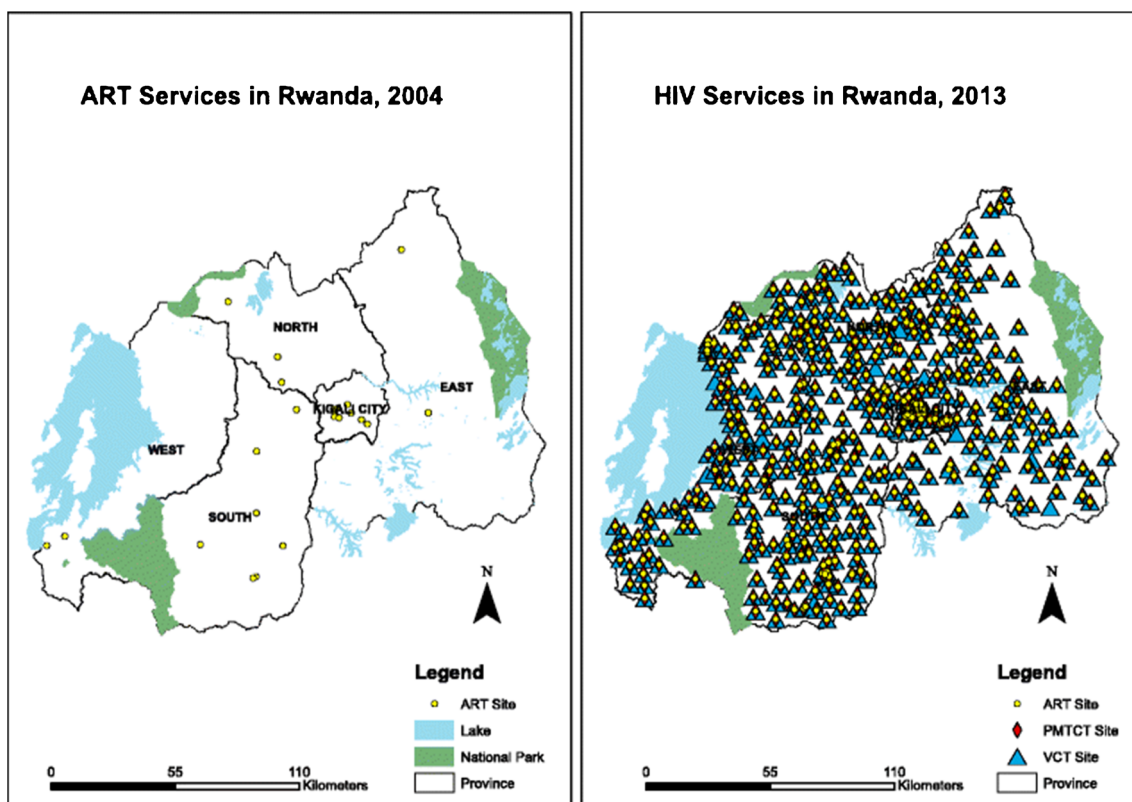 ART Services in Rwanda, 2004
NORTH
EAST
KIGALI CITY
WEST
SOUTH
N
Legend
ART Site
Lake
National Park
Province
0 55 110
Kilometers
HIV Services in Rwanda, 2013
EAST
SOUTH
N
Legend
ART Site
PMTCT Site
VCT Site
Province
0 55 110
Kilometers